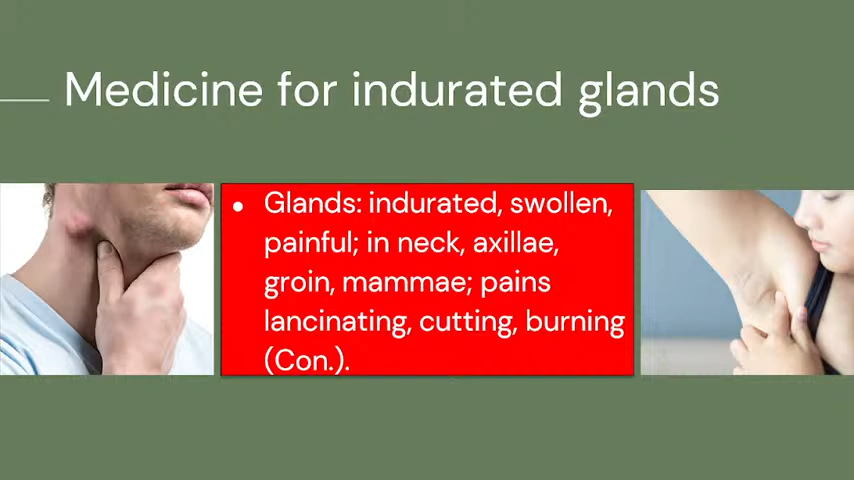 Medicine for indurated glands
● Glands: indurated, swollen,
painful; in neck, axillae,
groin, mammae; pains
lancinating, cutting, burning
(Con.).